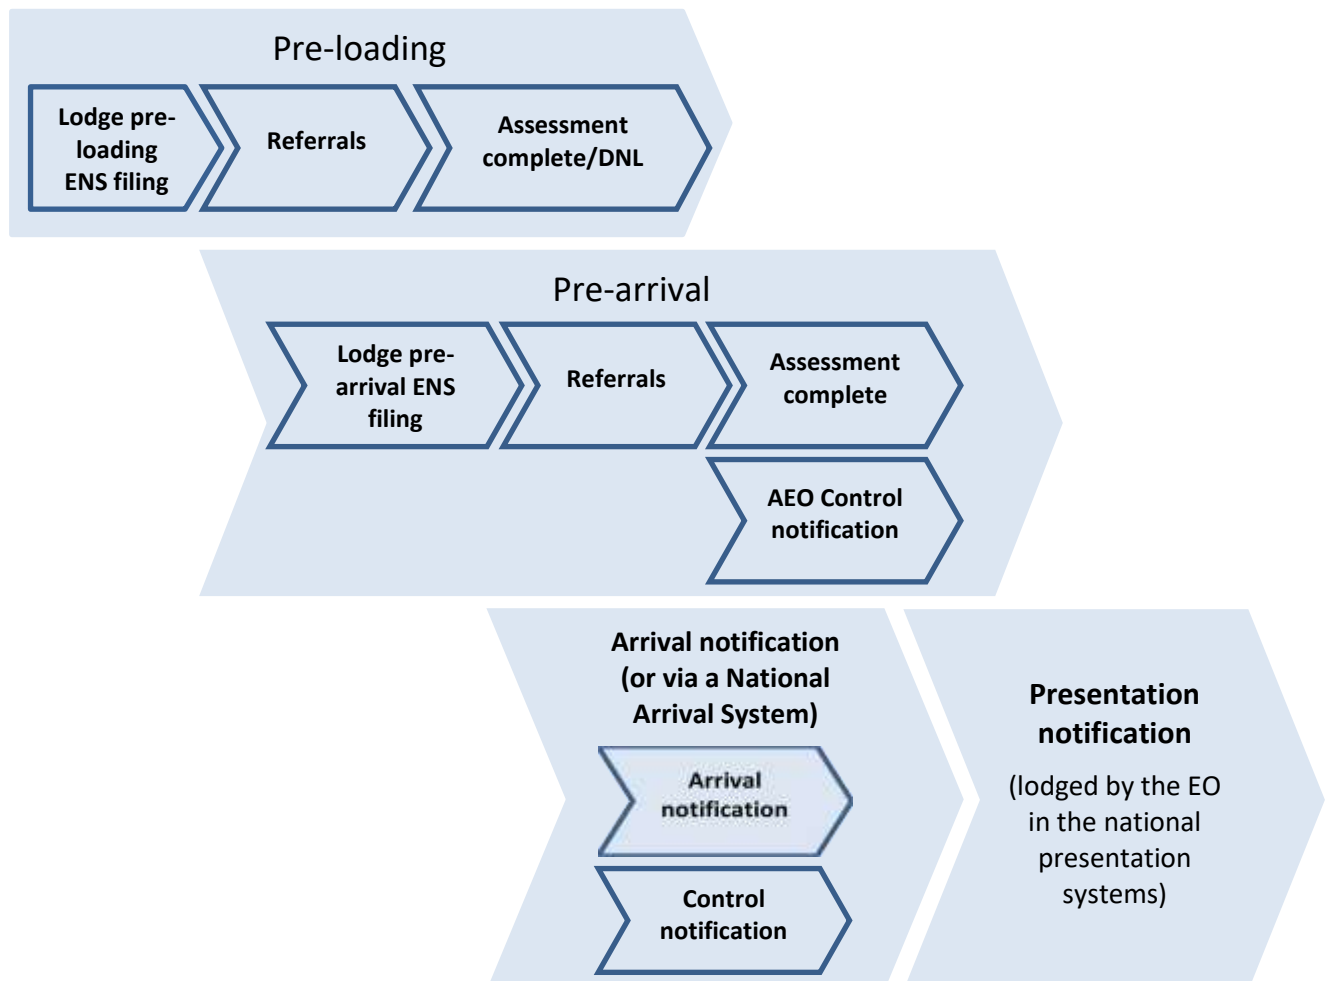 Pre-loading
Lodge pre-
loading
ENS filing
Referrals
Assessment
complete/DNL
Pre-arrival
Lodge pre-
arrival ENS
filing
Referrals
Assessment
complete
AEO Control
notification
Arrival notification
(or via a National
Arrival System)
Arrival
notification
Control
notification
Presentation
notification
(lodged by the EO
in the national
presentation
systems)